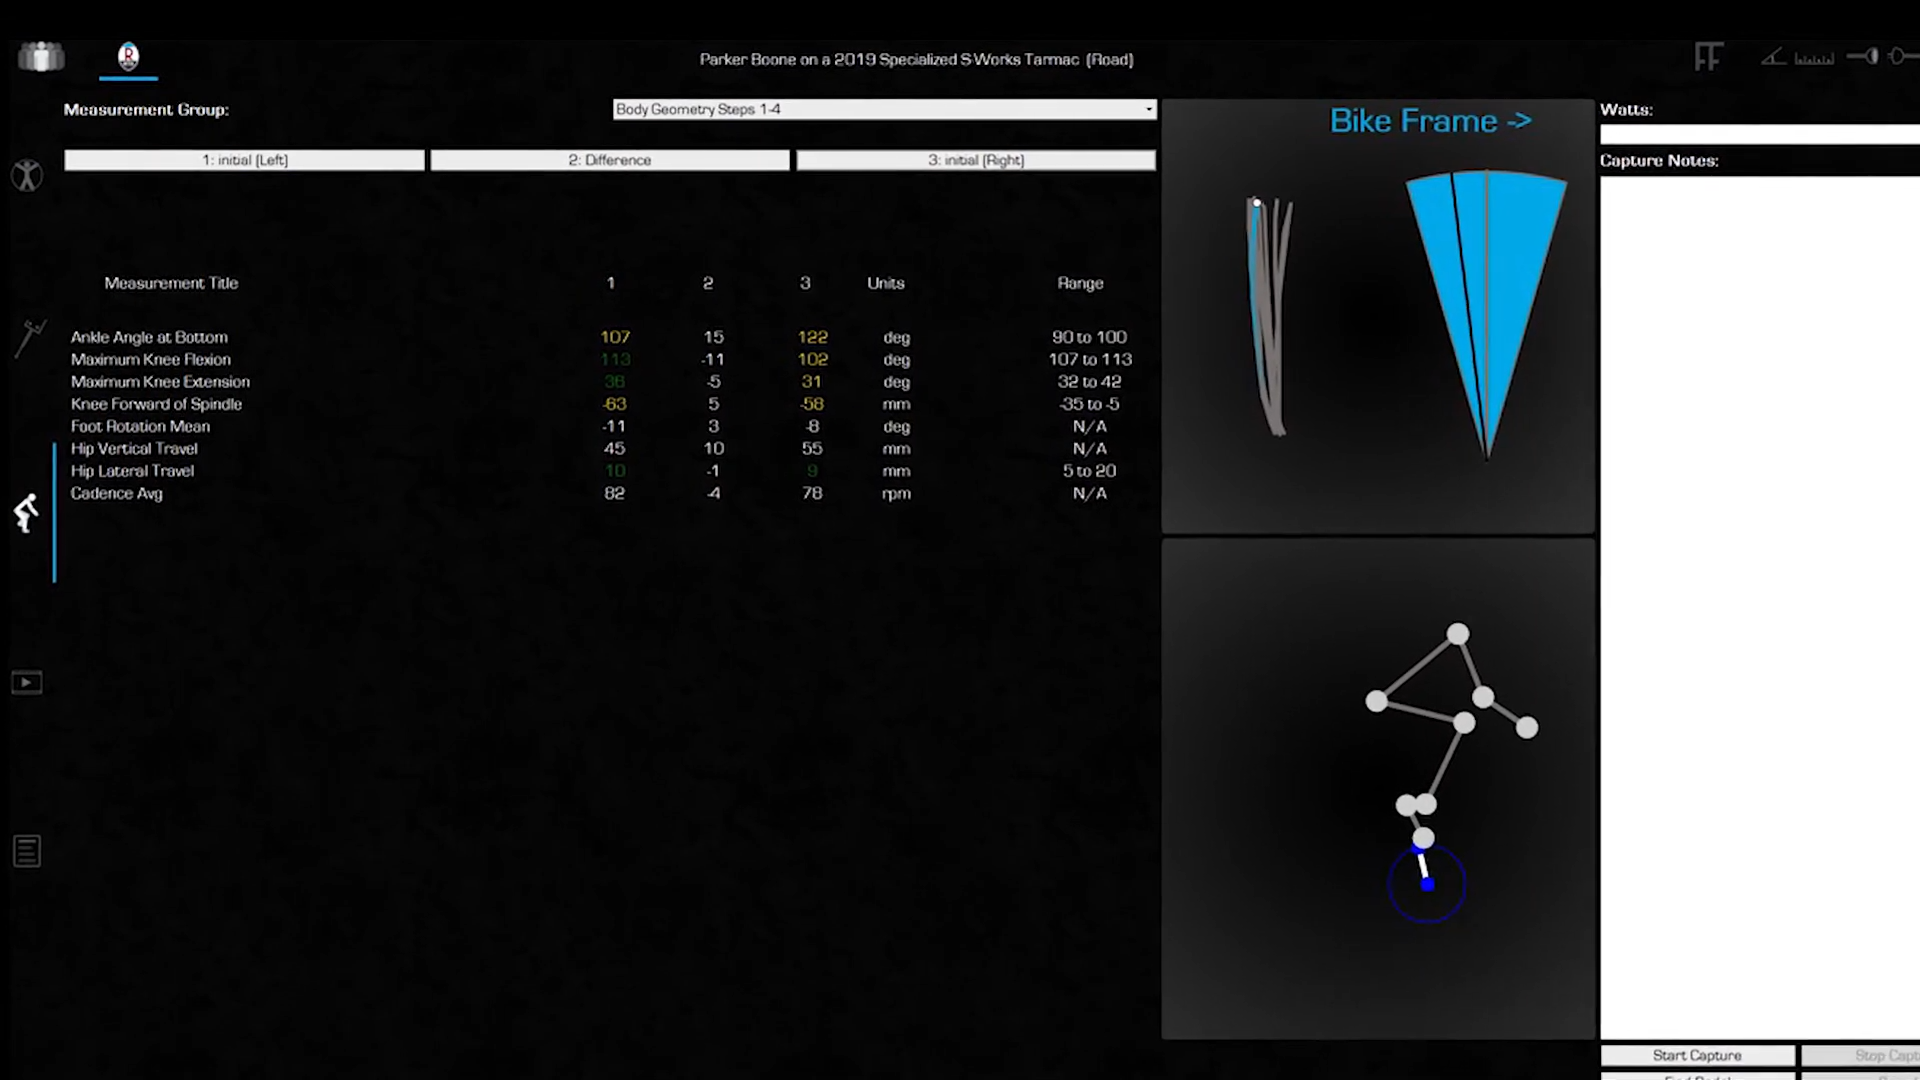 Parker Boone on a 2019 Specialized S-Works Tarmac (Road)
FF
Measurement Group:
Body Geometry Steps 1-4
1: initial (Left)
2: Difference
3: initial (Right)
Measurement Title 1 2 3 Units Range
Ankle Angle at Bottom 107 15 122 deg 90 to 100
Maximum Knee Flexion 113 -11 102 deg 107 to 113
Maximum Knee Extension 36 -5 31 deg 32 to 42
Knee Forward of Spindle -63 5 -58 mm -35 to -5
Foot Rotation Mean -11 3 -8 deg N/A
Hip Vertical Travel 45 10 55 mm N/A
Hip Lateral Travel 10 -1 9 mm 5 to 20
Cadence Avg 82 -4 78 rpm N/A
Bike Frame ->
Watts:
Capture Notes:
Start Capture
Stop Capt